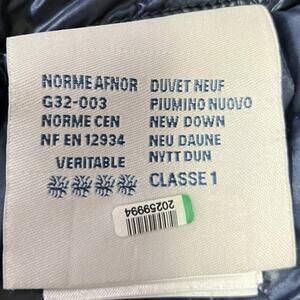 NORME AFNOR
G32-003
NORME CEN
NF EN 12934
VERITABLE
DUVET NEUF
PIUMINO NUOVO
NEW DOWN
NEU DAUNE
NYTT DUN
CLASSE 1
20259994